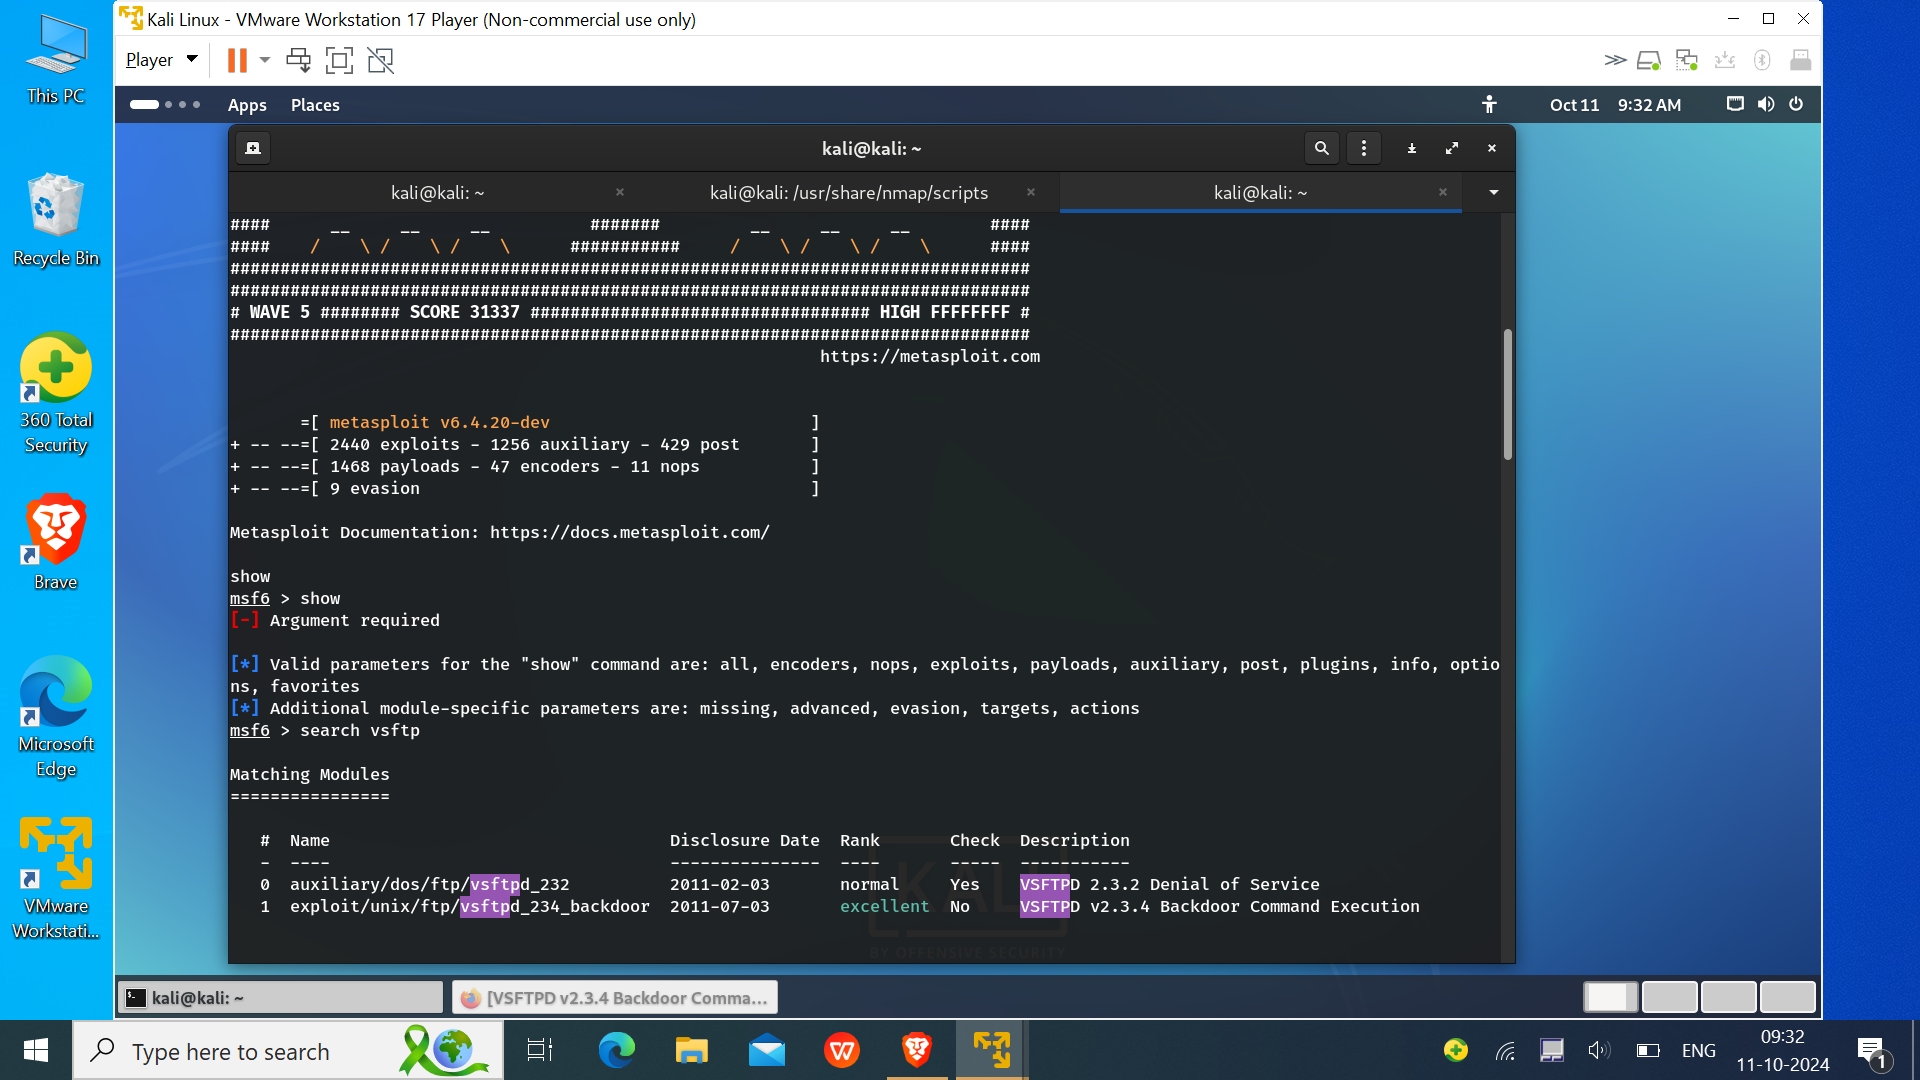 Kali Linux - VMware Workstation 17 Player (Non-commercial use only)
Player
Apps Places Oct 11 9:32 AM
kali@kali: ~
kali@kali: ~ kali@kali: /usr/share/nmap/scripts kali@kali: ~
#### __ __ __ ####### __ __ __ ####
#### / \ / \ / \ ########### / \ / \ / \ ####
################################################################################
################################################################################
# WAVE 5 ######## SCORE 31337 ################################## HIGH FFFFFFFF #
################################################################################
https://metasploit.com
=[ metasploit v6.4.20-dev ]
+ -- --=[ 2440 exploits - 1256 auxiliary - 429 post ]
+ -- --=[ 1468 payloads - 47 encoders - 11 nops ]
+ -- --=[ 9 evasion ]
Metasploit Documentation: https://docs.metasploit.com/
show
msf6 > show
[-] Argument required
[*] Valid parameters for the "show" command are: all, encoders, nops, exploits, payloads, auxiliary, post, plugins, info, optio
ns, favorites
[*] Additional module-specific parameters are: missing, advanced, evasion, targets, actions
msf6 > search vsftp
Matching Modules
================
# Name Disclosure Date Rank Check Description
- ---- --------------- ---- ----- -----------
0 auxiliary/dos/ftp/vsftpd_232 2011-02-03 normal Yes VSFTPD 2.3.2 Denial of Service
1 exploit/unix/ftp/vsftpd_234_backdoor 2011-07-03 excellent No VSFTPD v2.3.4 Backdoor Command Execution
KALI
BY OFFENSIVE SECURITY
kali@kali: ~
[VSFTPD v2.3.4 Backdoor Comma...
This PC
Recycle Bin
360 Total
Security
Brave
Microsoft
Edge
VMware
Workstati...
Type here to search
ENG
09:32
11-10-2024
1